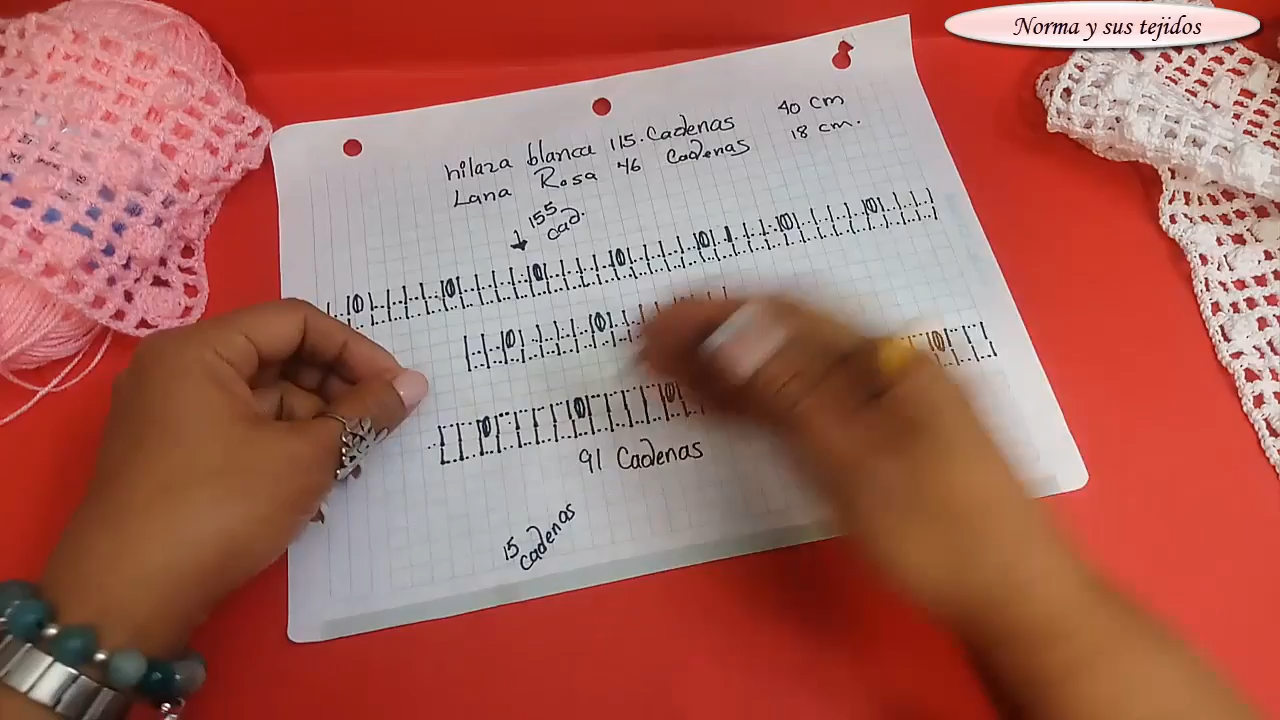 Norma y sus tejidos
hilaza blanca 115. Cadenas 40 cm
Lana Rosa 46 Cadenas 18 cm.
155
cad.
91 Cadenas
15
cadenas